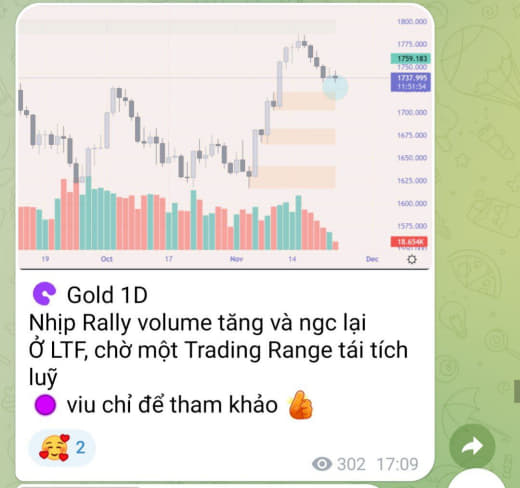 1800.000
1775.000
1759.183
1750.000
1737.995
11:51:54
1700.000
1675.000
1650.000
1625.000
1600.000
1575.000
18.654K
19 Oct 17 Nov 14 Dec
Gold 1D
Nhịp Rally volume tăng và ngc lại
Ở LTF, chờ một Trading Range tái tích
luỹ
viu chỉ để tham khảo
2
302 17:09